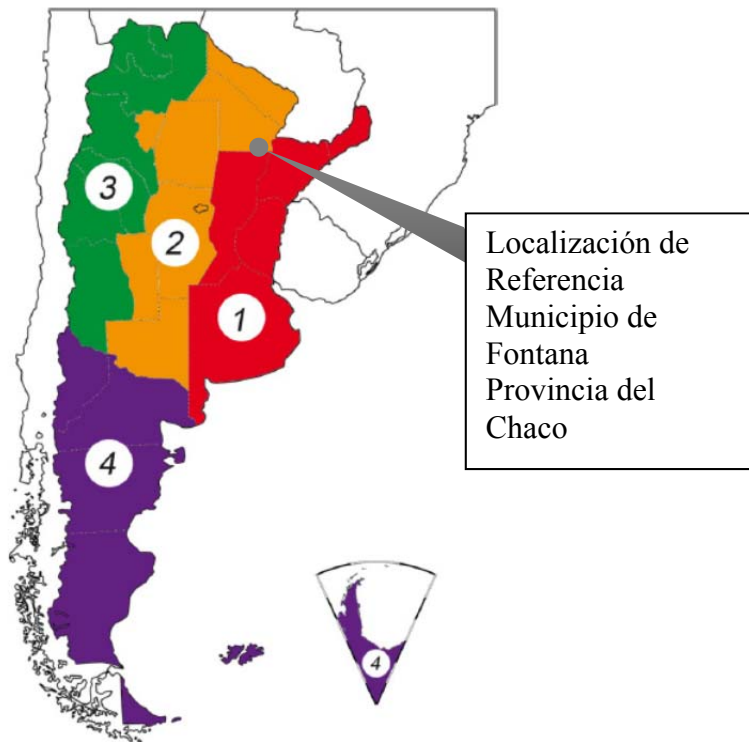 3
2
1
4
4
Localización de
Referencia
Municipio de
Fontana
Provincia del
Chaco